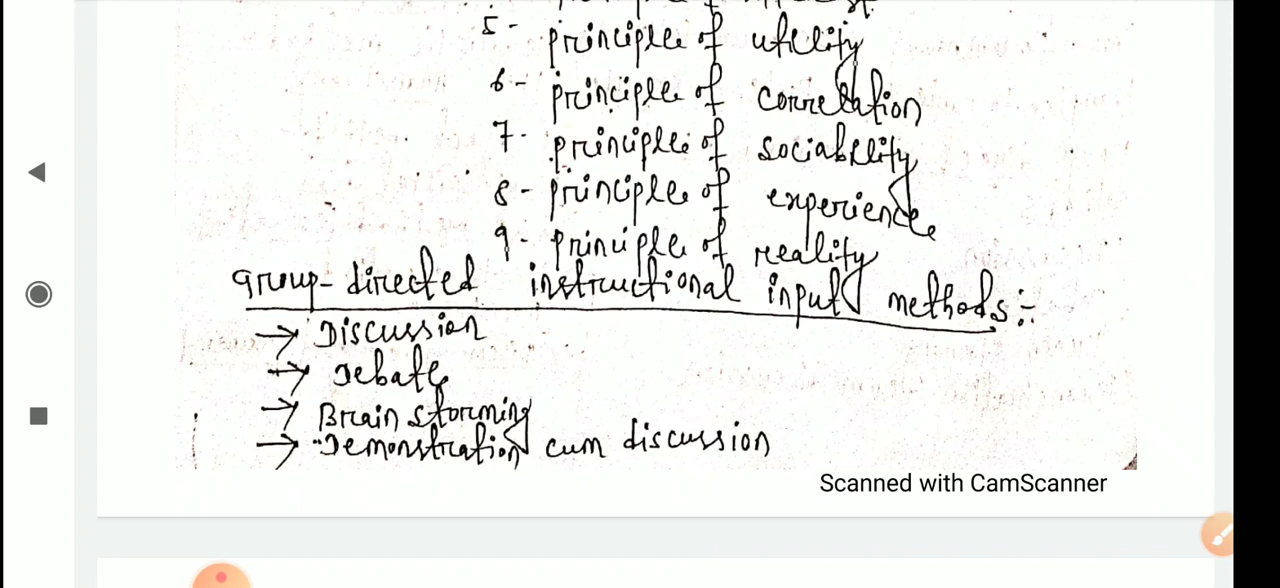 5- principle of utility
6- principle of correlation
7- principle of sociability
8- principle of experience
9- principle of reality
group-directed instructional input methods:-
→ Discussion
→ Debate
→ Brain storming
→ Demonstration cum discussion
Scanned with CamScanner